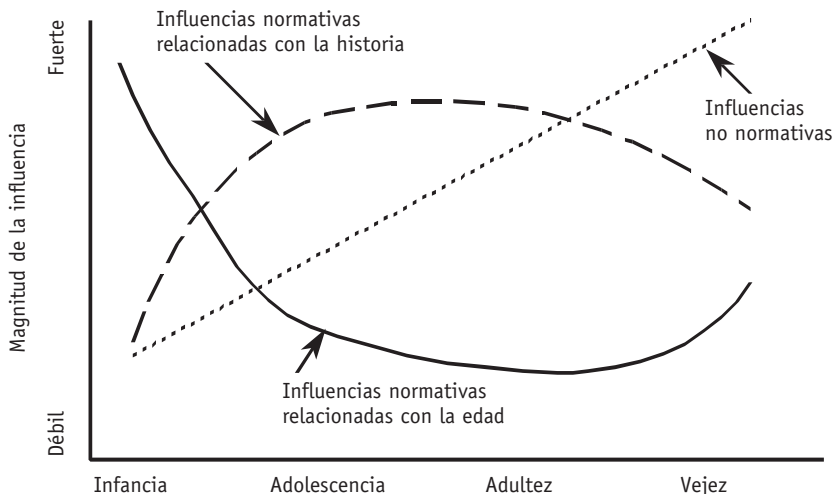 Influencias normativas
relacionadas con la historia
Fuerte
Influencias
no normativas
Magnitud de la influencia
Influencias normativas
relacionadas con la edad
Débil
Infancia
Adolescencia
Adultez
Vejez